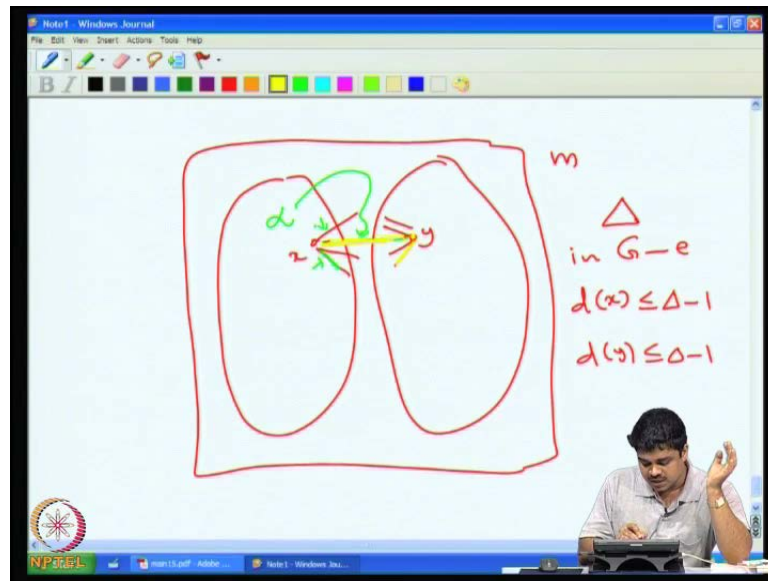 Note1 - Windows Journal
File Edit View Insert Actions Tools Help
B I
m
α
x
y
Δ
in G-e
d(x) ≤ Δ-1
d(y) ≤ Δ-1
NPTEL
main15.pdf - Adobe ...
Note1 - Windows Jou...